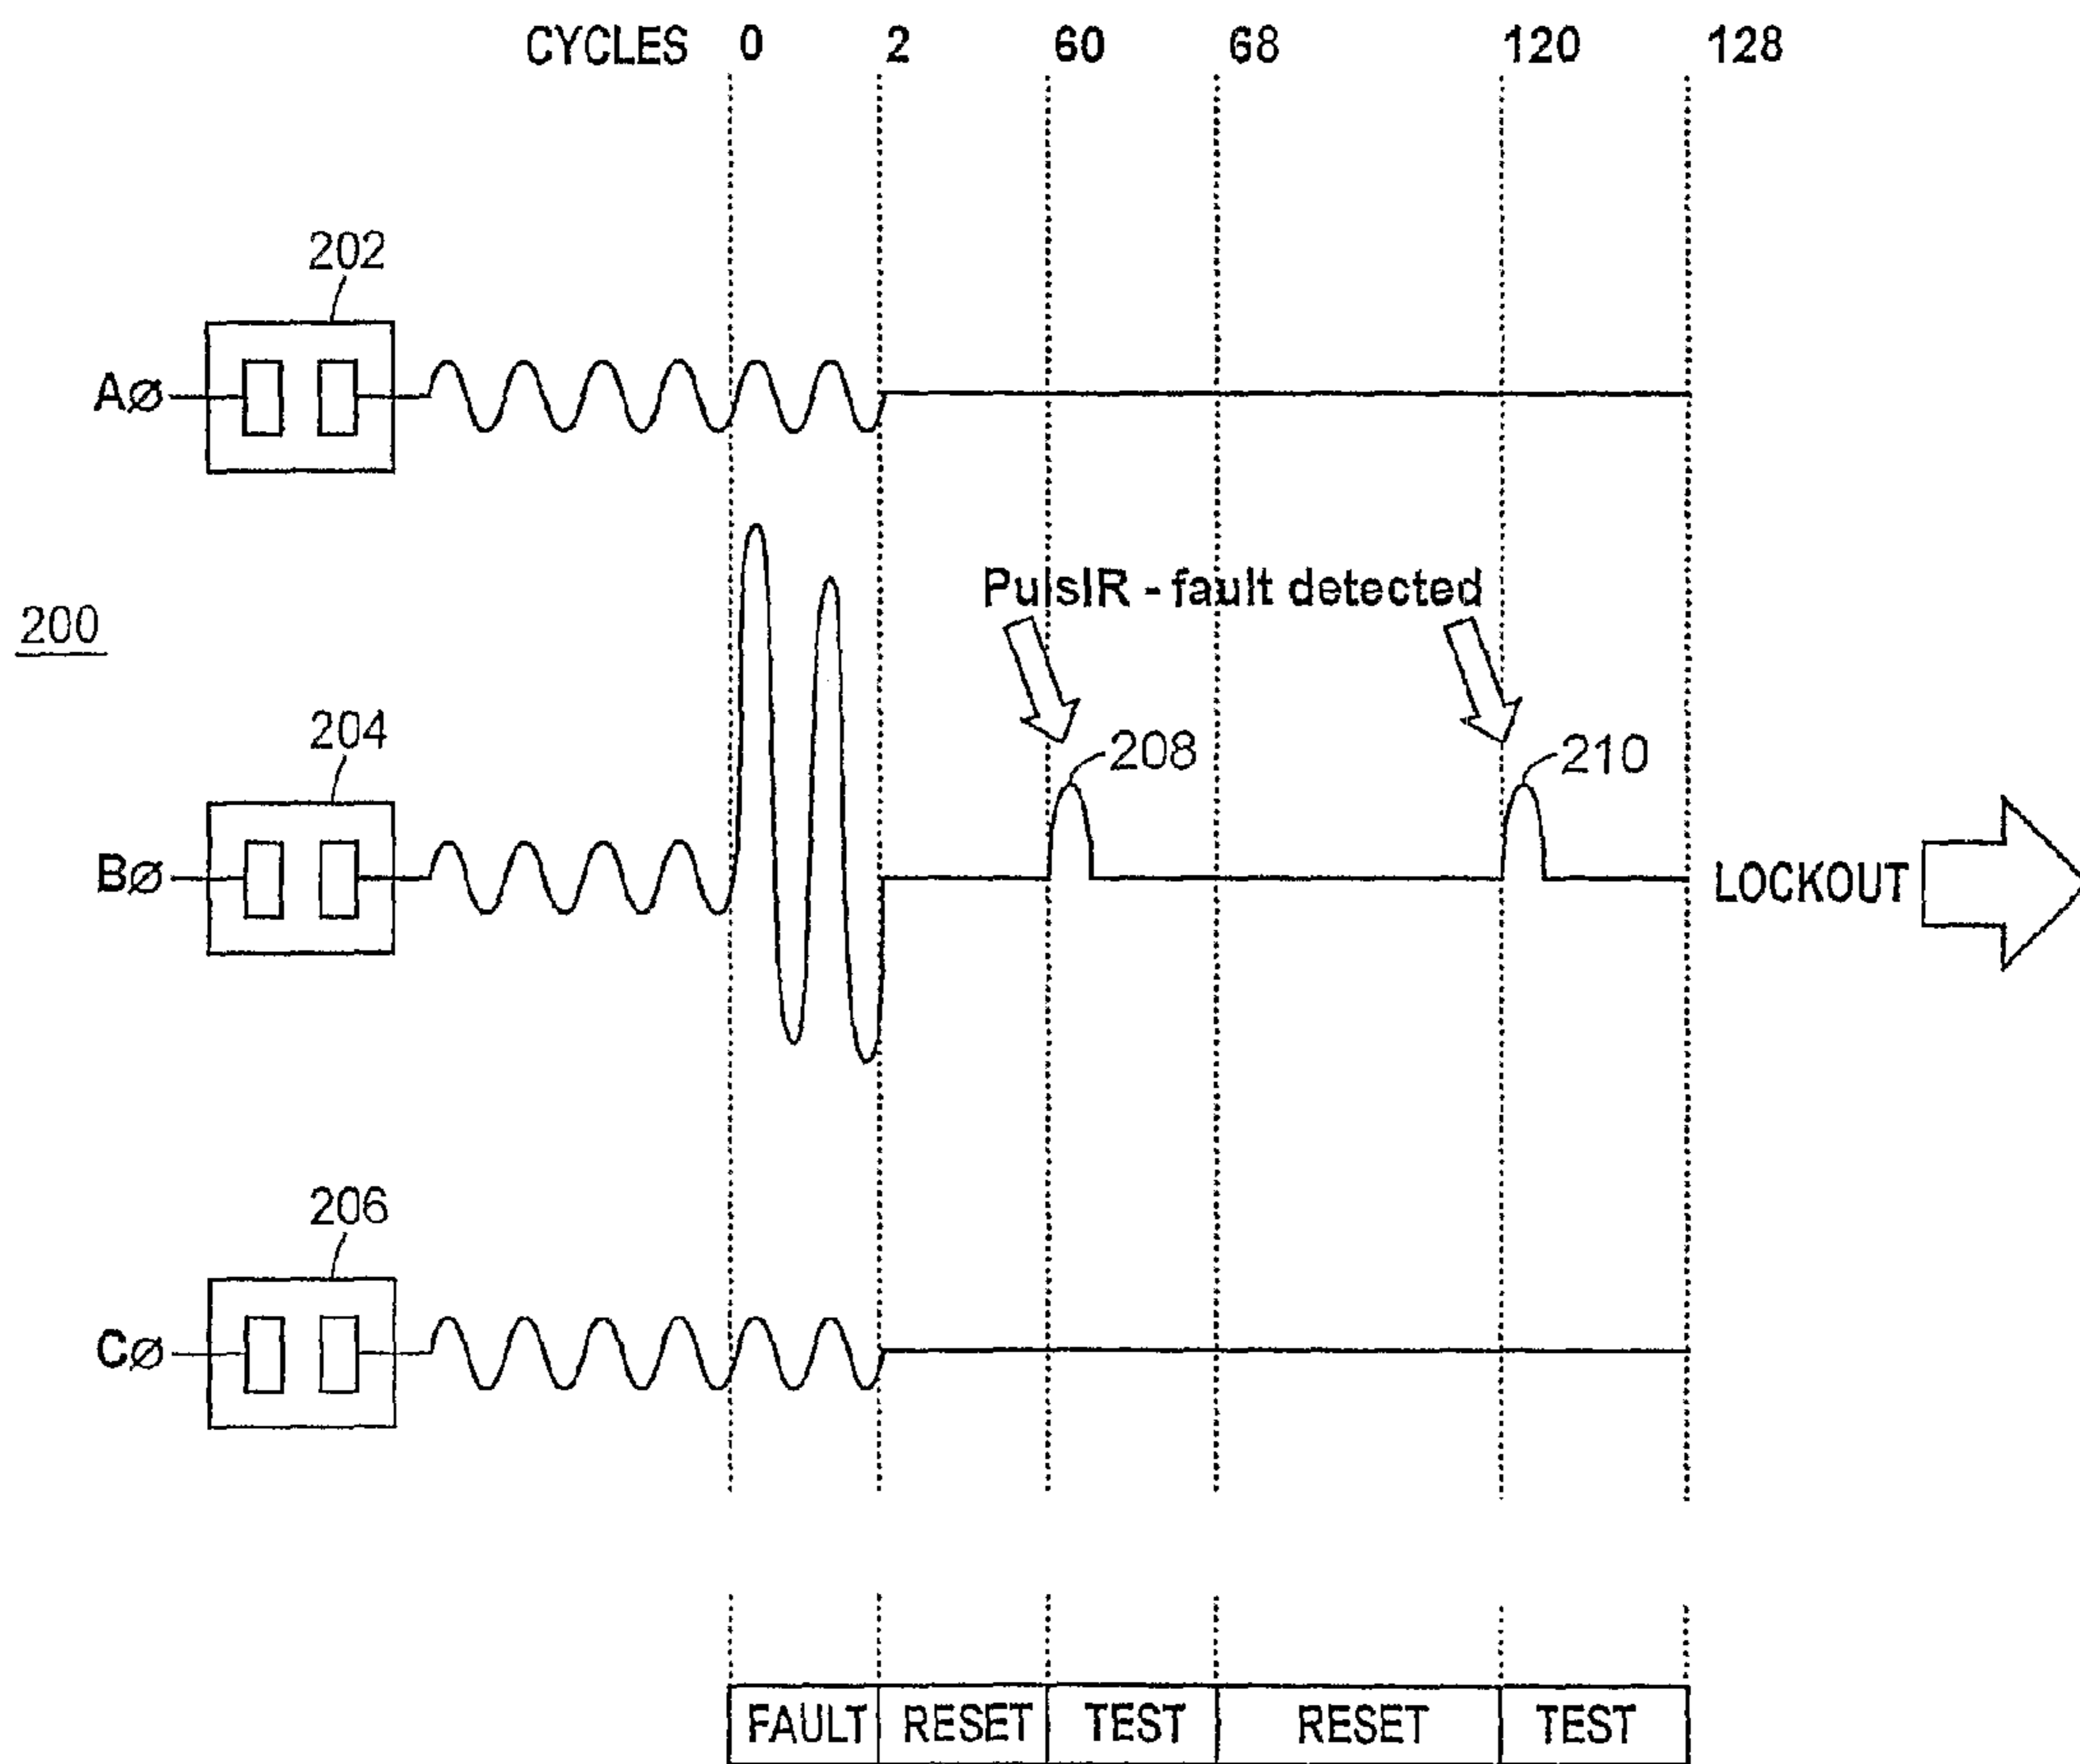 CYCLES 0 2 60 68 120 128
202
AØ
PulsIR - fault detected
200
204
208
210
BØ
LOCKOUT
206
CØ
FAULT RESET TEST RESET TEST